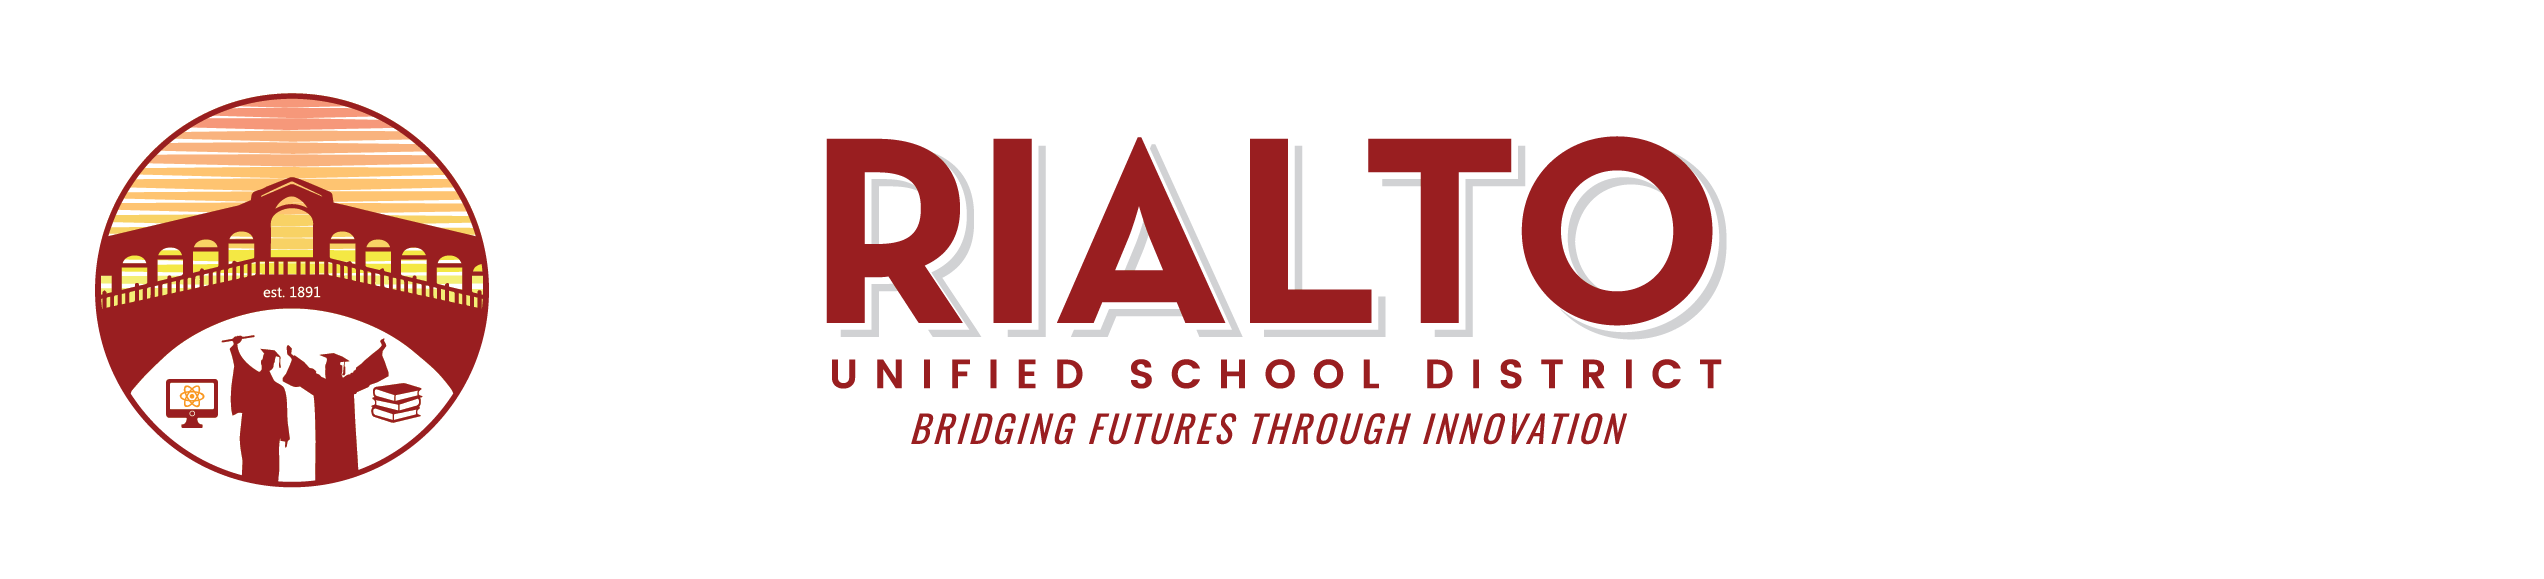 est. 1891
RIALTO
UNIFIED SCHOOL DISTRICT
BRIDGING FUTURES THROUGH INNOVATION